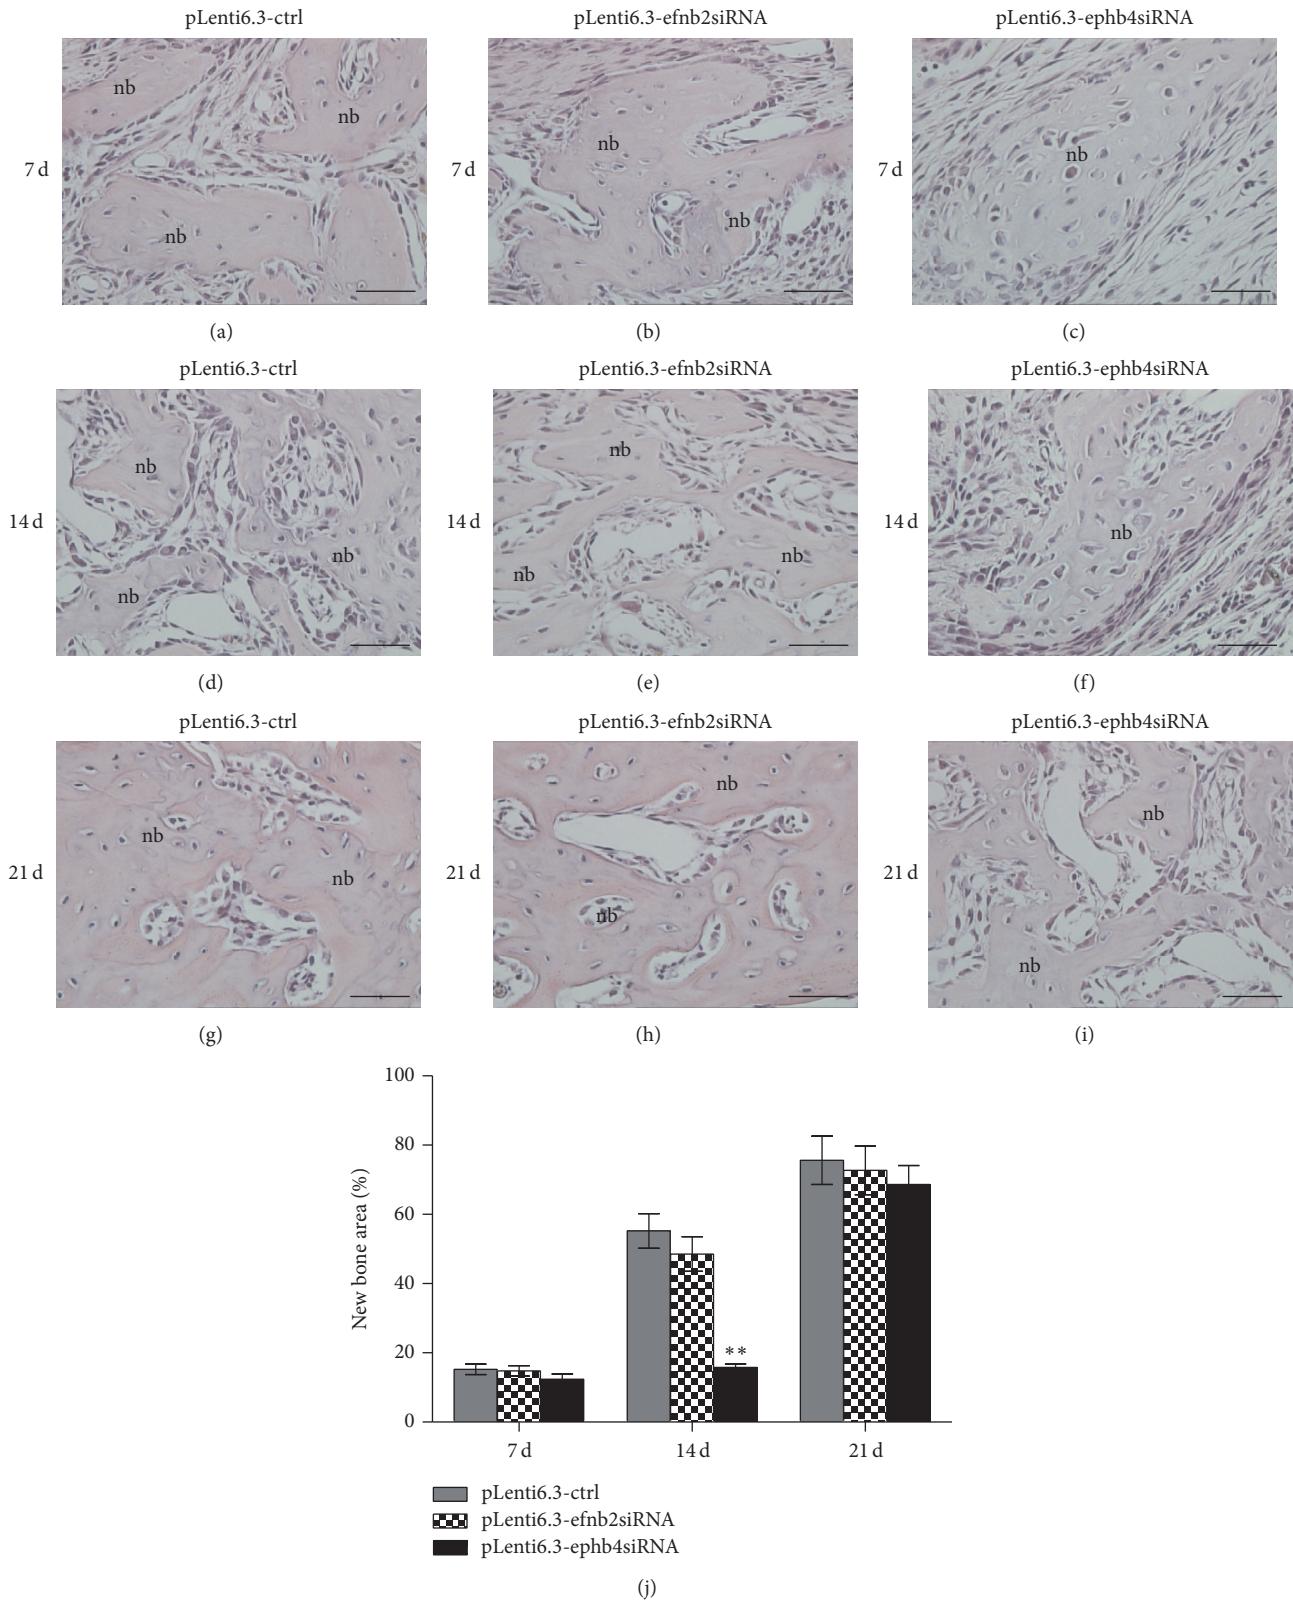 pLenti6.3-ctrl pLenti6.3-efnb2siRNA pLenti6.3-ephb4siRNA
7 d nb nb nb 7 d nb nb 7 d nb
(a) (b) (c)
pLenti6.3-ctrl pLenti6.3-efnb2siRNA pLenti6.3-ephb4siRNA
14 d nb nb nb 14 d nb nb nb 14 d nb
(d) (e) (f)
pLenti6.3-ctrl pLenti6.3-efnb2siRNA pLenti6.3-ephb4siRNA
21 d nb nb 21 d nb nb 21 d nb nb
(g) (h) (i)
New bone area (%)
100
80
60
40
20
0
**
7 d 14 d 21 d
pLenti6.3-ctrl
pLenti6.3-efnb2siRNA
pLenti6.3-ephb4siRNA
(j)